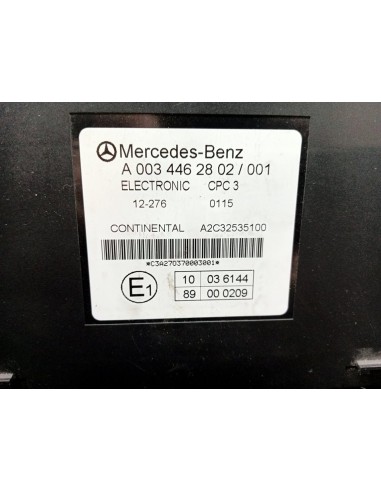 Mercedes-Benz
A 003 446 28 02 / 001
ELECTRONIC CPC 3
12-276 0115
CONTINENTAL A2C32535100
*C3A270370003001*
E1
10 03 6144
89 00 0209